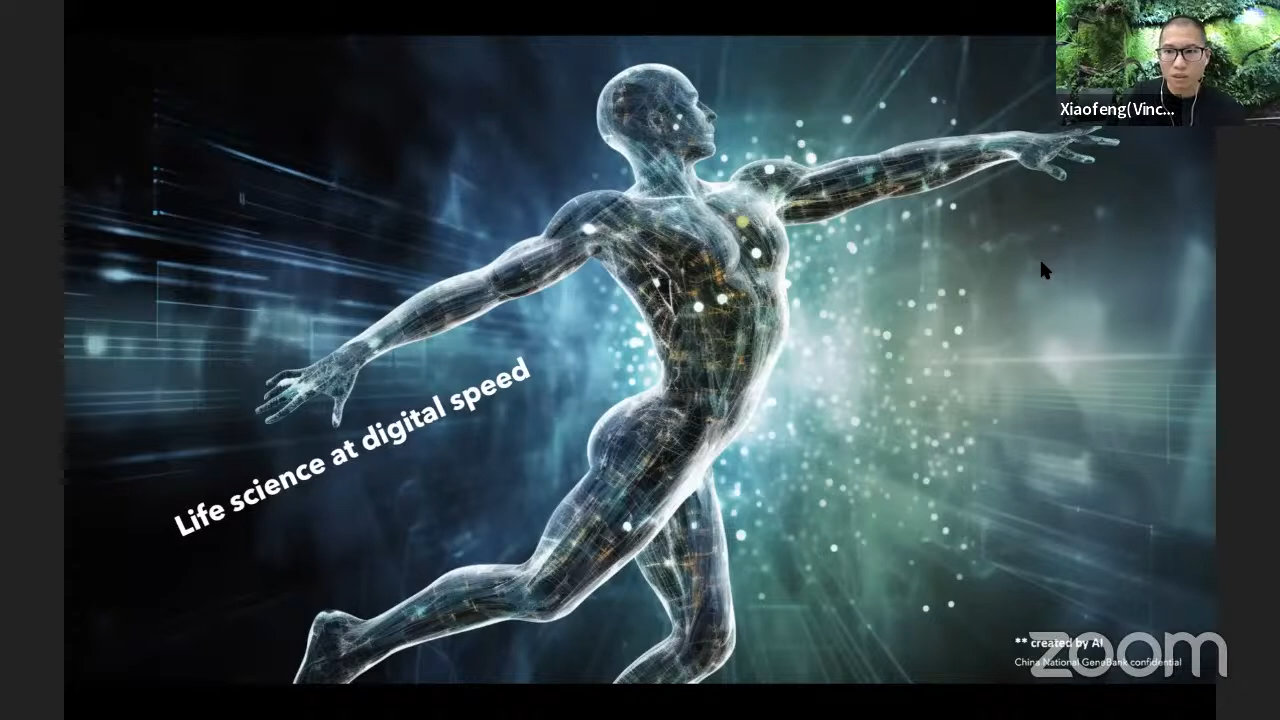 Xiaofeng(Vinc...
Life science at digital speed
** created by AI
China National GeneBank confidential
zoom